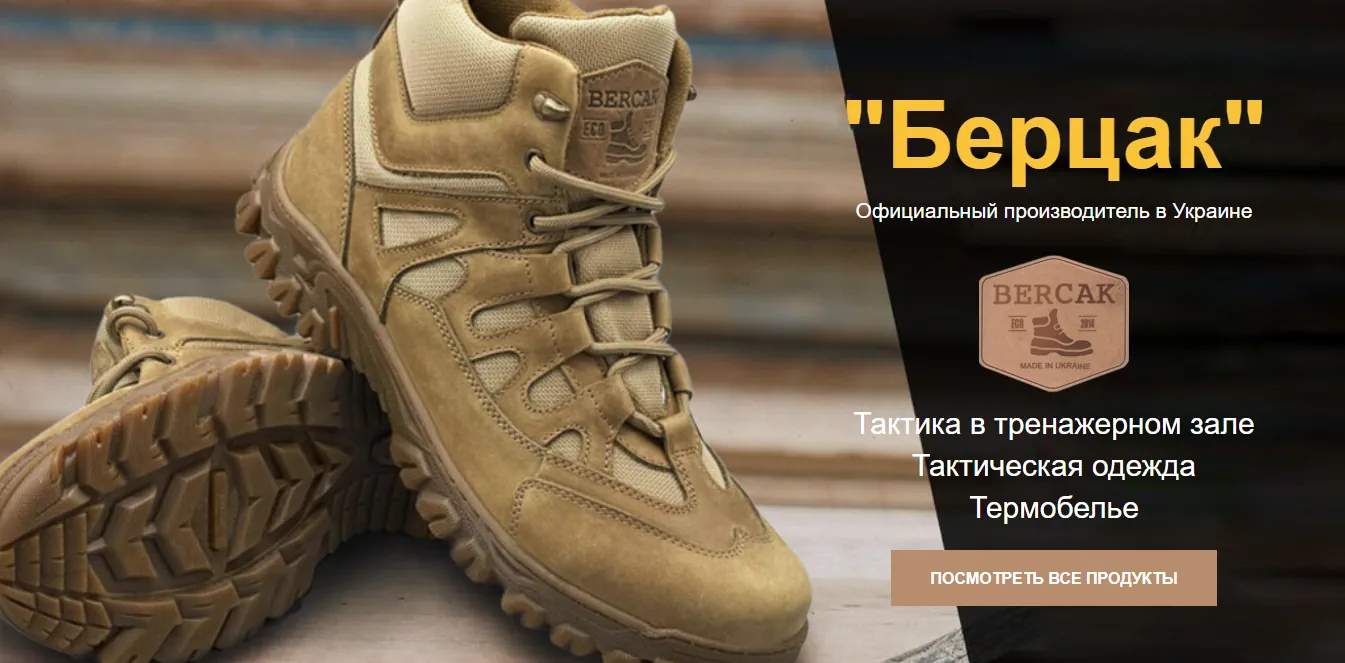 BERCAK
ECO
"Берцак"
Официальный производитель в Украине
BERCAK
ECO 2014
MADE IN UKRAINE
Тактика в тренажерном зале
Тактическая одежда
Термобелье
ПОСМОТРЕТЬ ВСЕ ПРОДУКТЫ